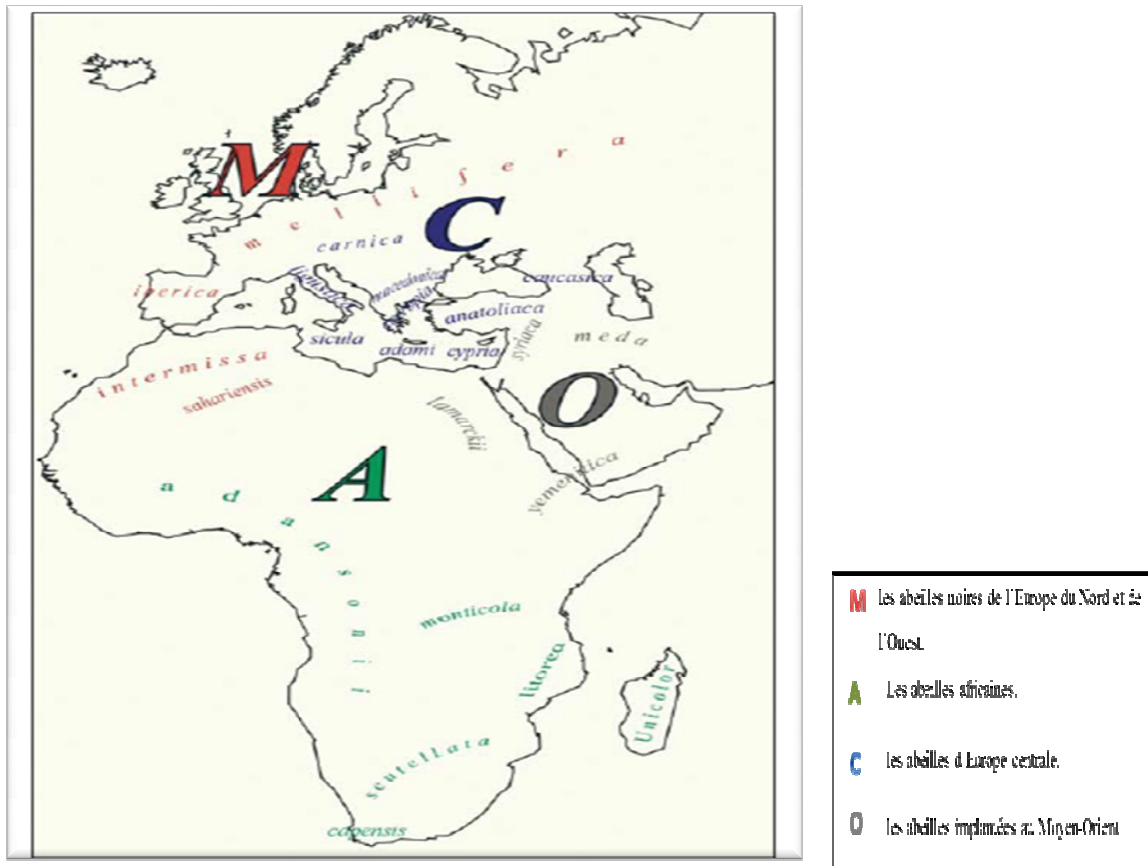 M
mellifera
C
carnica
ligustica
macedonica
cecropia
caucasica
iberica
anatoliaca
sicula
adami cypria
syriaca
meda
intermissa
sahariensis
O
lamarckii
A
adansonii
yemenitica
monticola
litorea
Unicolor
scutellata
capensis
M les abeilles noires de l'Europe du Nord et de
l'Ouest.
A Les abeilles africaines.
C les abeilles d'Europe centrale.
O les abeilles implantées au Moyen-Orient